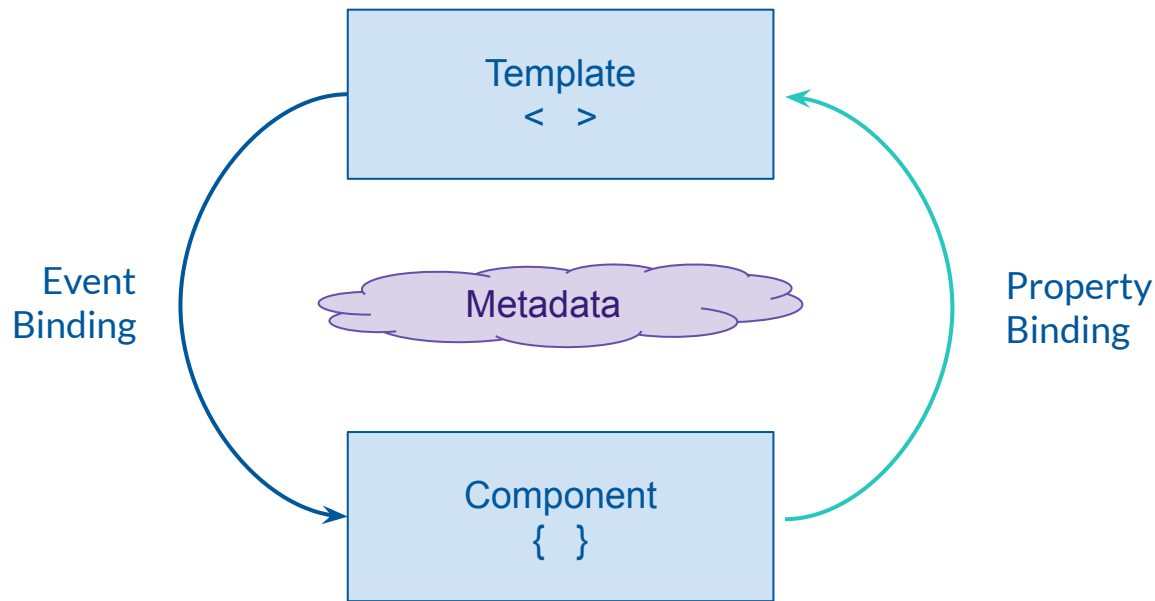 Template
< >
Event
Binding
Metadata
Property
Binding
Component
{ }